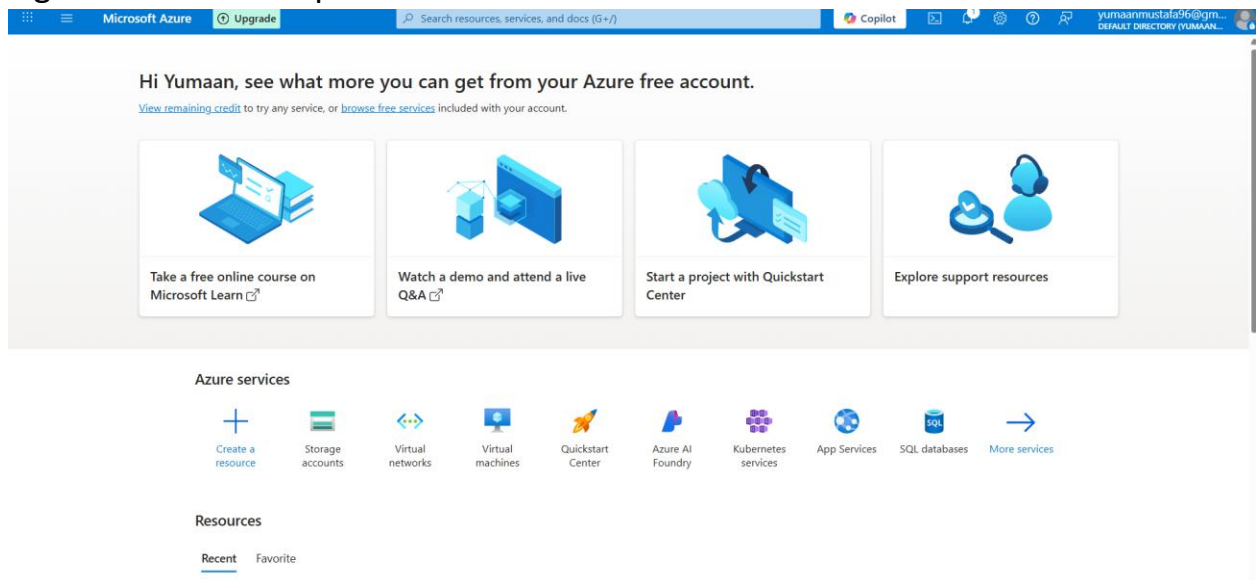 Microsoft Azure
Upgrade
Search resources, services, and docs (G+/)
Copilot
yumaanmustafa96@gm...
DEFAULT DIRECTORY (YUMAAN...
Hi Yumaan, see what more you can get from your Azure free account.
View remaining credit to try any service, or browse free services included with your account.
Take a free online course on
Microsoft Learn
Watch a demo and attend a live
Q&A
Start a project with Quickstart
Center
Explore support resources
Azure services
Create a
resource
Storage
accounts
Virtual
networks
Virtual
machines
Quickstart
Center
Azure AI
Foundry
Kubernetes
services
App Services
SQL
SQL databases
More services
Resources
Recent Favorite